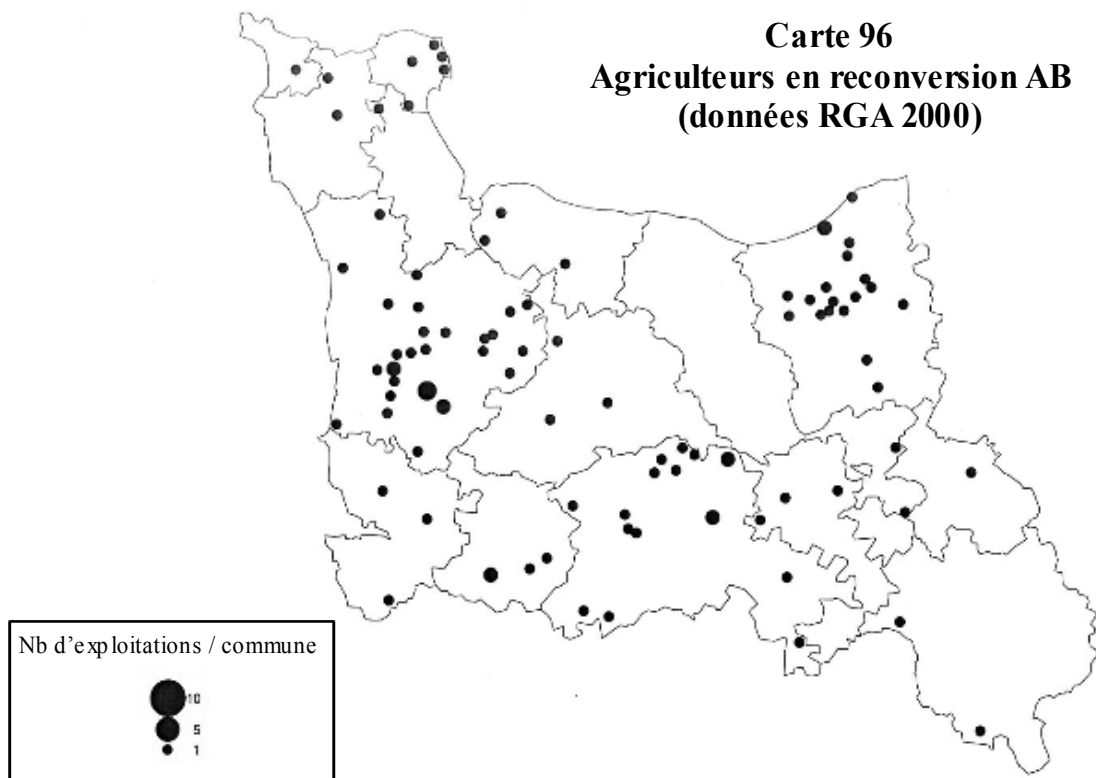 Carte 96
Agriculteurs en reconversion AB
(données RGA 2000)
Nb d'exploitations / commune
10
5
1